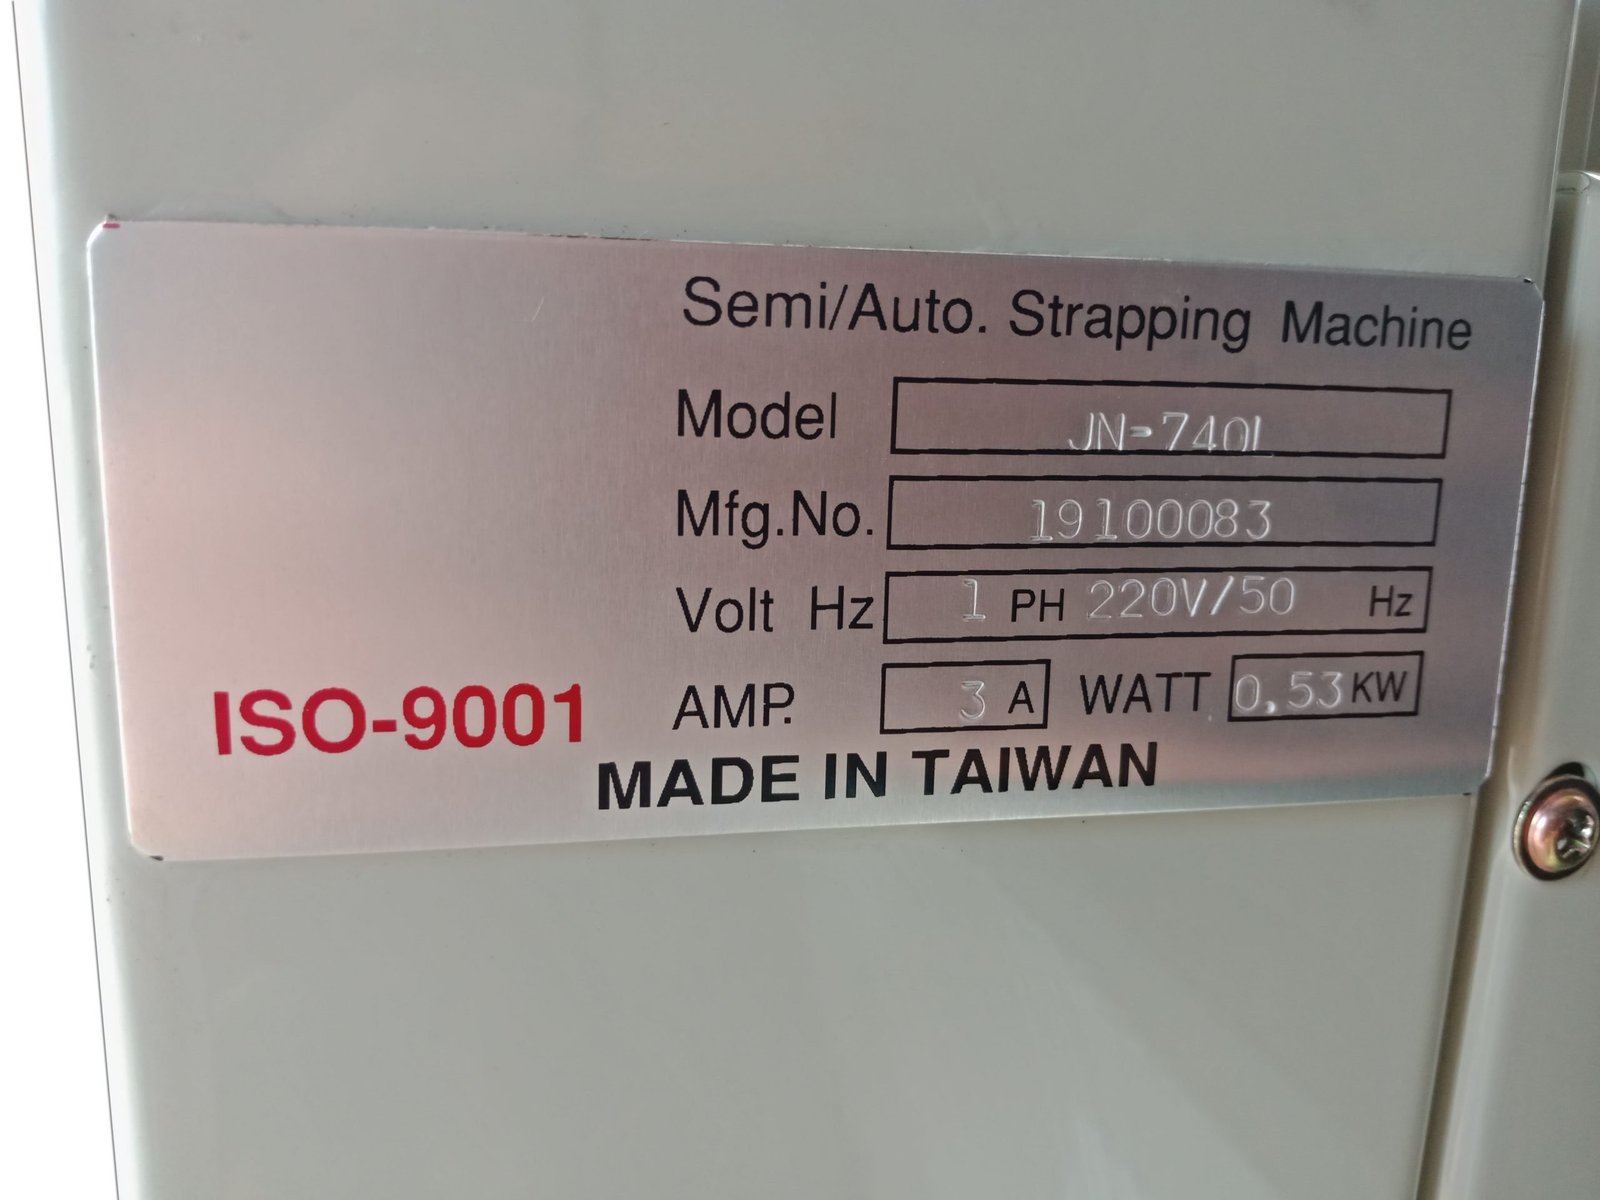 Semi/Auto. Strapping Machine
Model JN-740L
Mfg.No. 19100083
Volt Hz 1 PH 220V/50 Hz
AMP. 3 A WATT 0.53 KW
ISO-9001
MADE IN TAIWAN